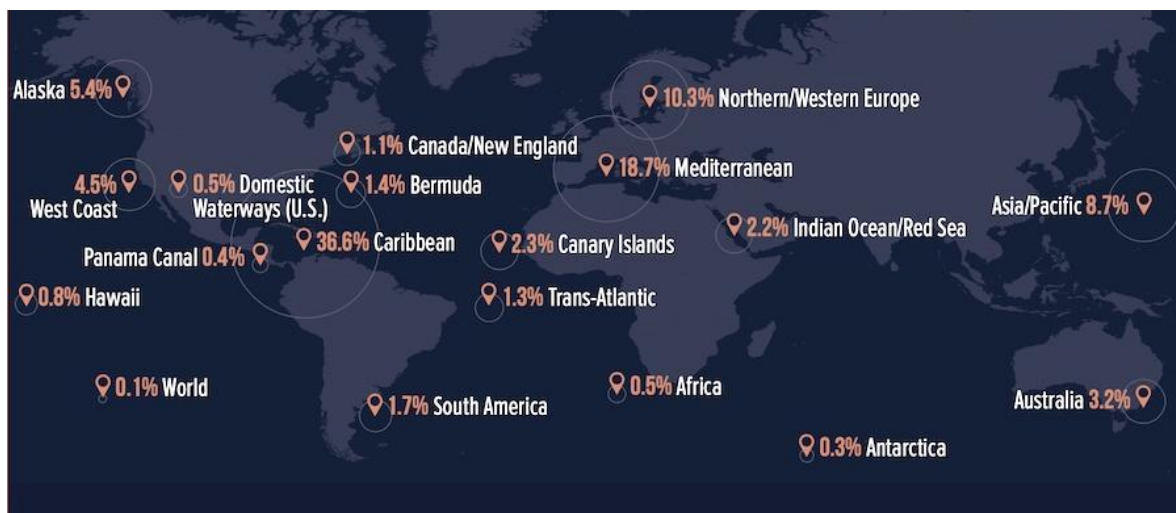 Alaska 5.4%
10.3% Northern/Western Europe
1.1% Canada/New England
18.7% Mediterranean
4.5%
West Coast
0.5% Domestic
Waterways (U.S.)
1.4% Bermuda
Asia/Pacific 8.7%
2.2% Indian Ocean/Red Sea
36.6% Caribbean
2.3% Canary Islands
Panama Canal 0.4%
0.8% Hawaii
1.3% Trans-Atlantic
0.1% World
0.5% Africa
1.7% South America
Australia 3.2%
0.3% Antarctica